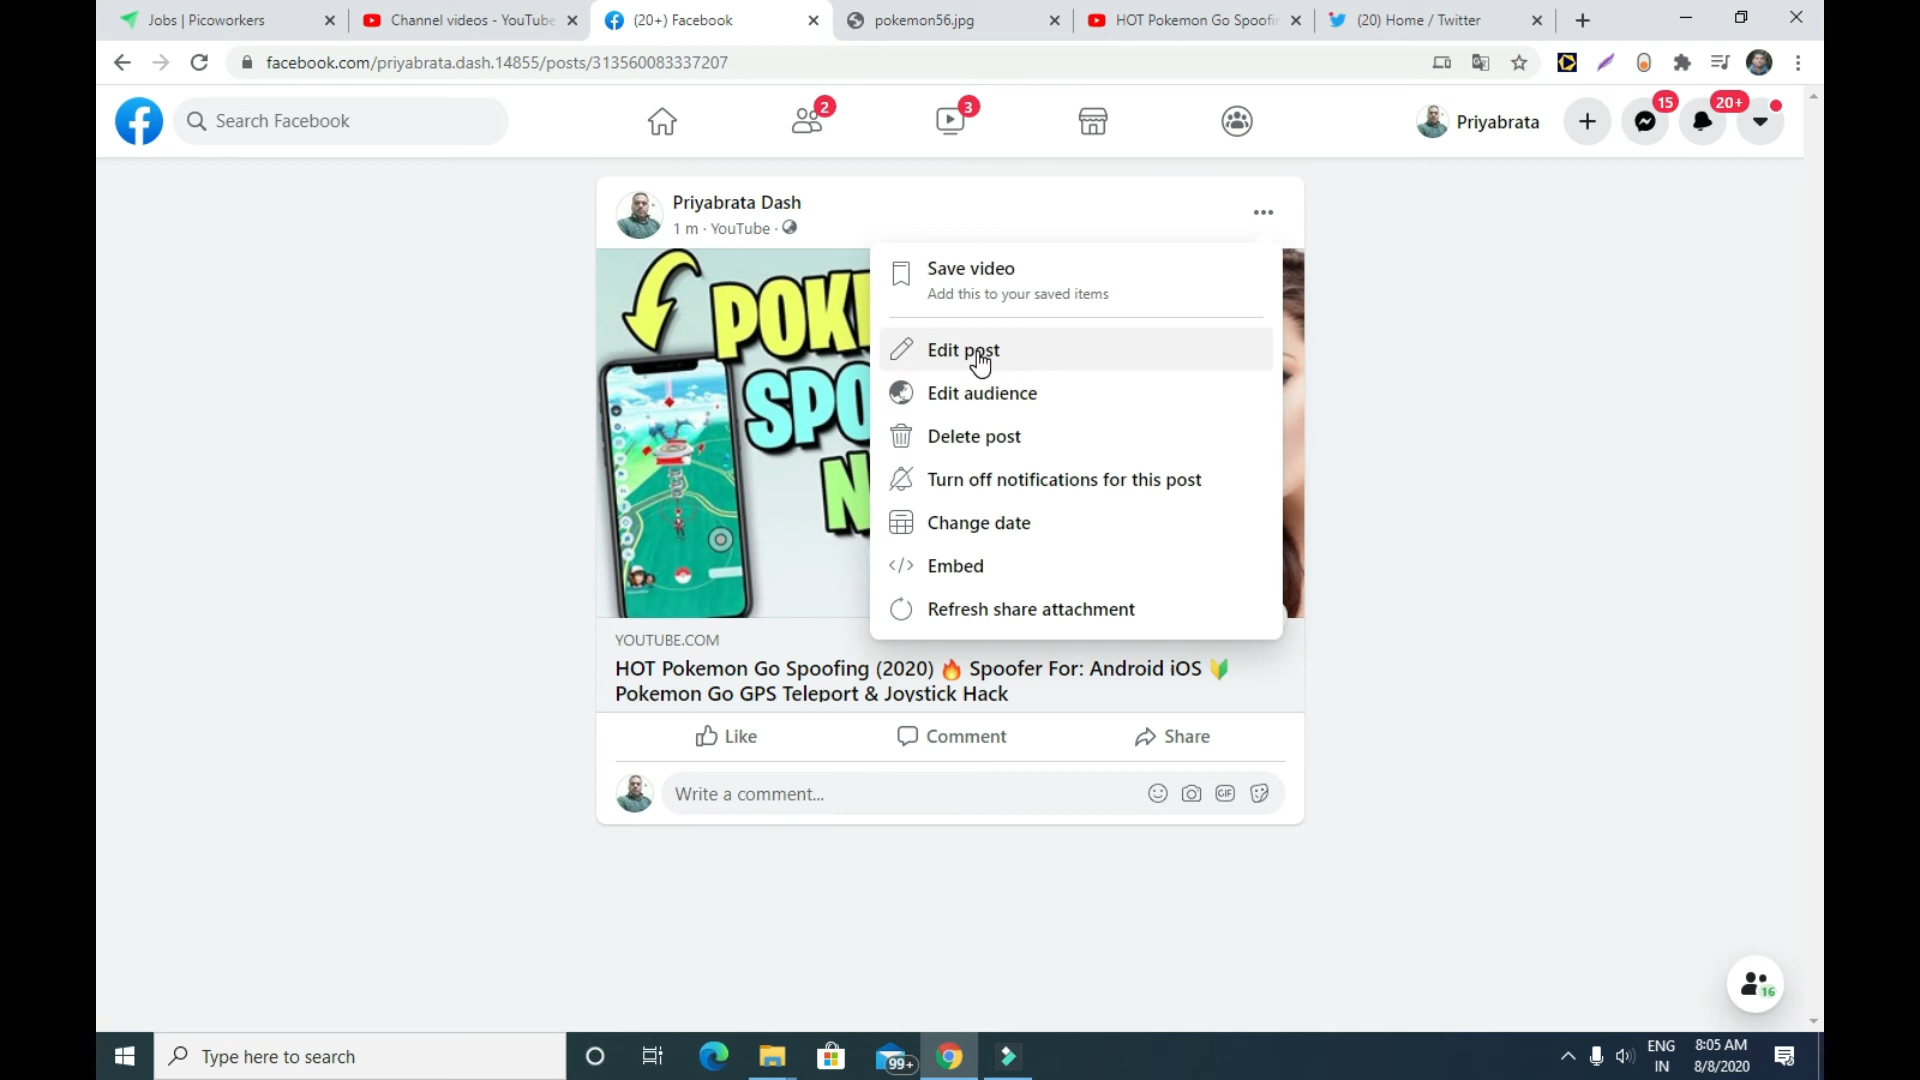 Jobs | Picoworkers
Channel videos - YouTube
(20+) Facebook
pokemon56.jpg
HOT Pokemon Go Spoofin
(20) Home / Twitter
facebook.com/priyabrata.dash.14855/posts/313560083337207
Search Facebook
2
3
Priyabrata
15
20+
Priyabrata Dash
1 m · YouTube ·
POK
SPO
N
Save video
Add this to your saved items
Edit post
Edit audience
Delete post
Turn off notifications for this post
Change date
Embed
Refresh share attachment
YOUTUBE.COM
HOT Pokemon Go Spoofing (2020) 🔥 Spoofer For: Android iOS 🔰
Pokemon Go GPS Teleport & Joystick Hack
Like
Comment
Share
Write a comment...
GIF
16
Type here to search
99+
ENG
IN
8:05 AM
8/8/2020